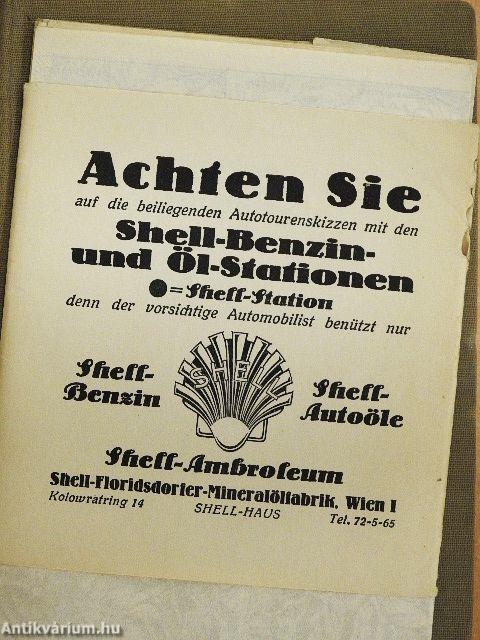 Achten Sie
auf die beiliegenden Autotourenskizzen mit den
Shell-Benzin-
und Öl-Stationen
=Shell-Station
denn der vorsichtige Automobilist benützt nur
Shell-
Benzin
SHELL
Shell-
Autoöle
Shell-Ambroleum
Shell-Floridsdorfer-Mineralölfabrik, Wien I
Kolowratring 14 SHELL-HAUS Tel. 72-5-65
Antikvárium.hu